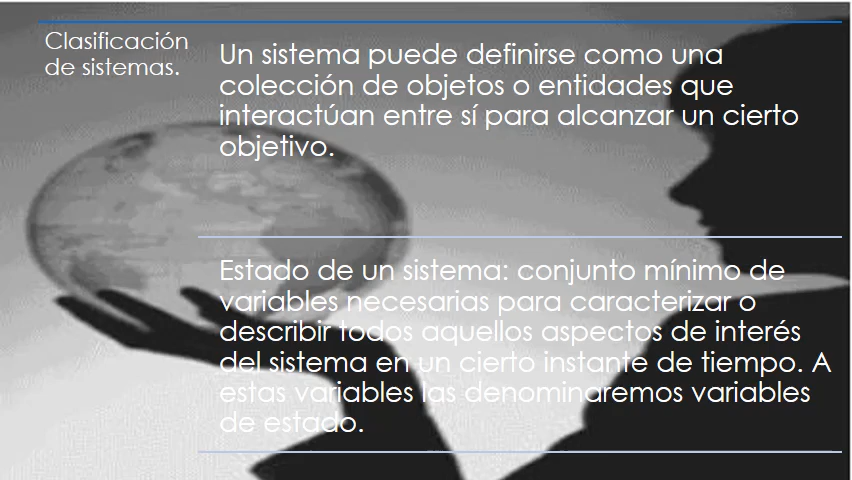 Clasificación
de sistemas.
Un sistema puede definirse como una
colección de objetos o entidades que
interactúan entre sí para alcanzar un cierto
objetivo.
Estado de un sistema: conjunto mínimo de
variables necesarias para caracterizar o
describir todos aquellos aspectos de interés
del sistema en un cierto instante de tiempo. A
estas variables las denominaremos variables
de estado.